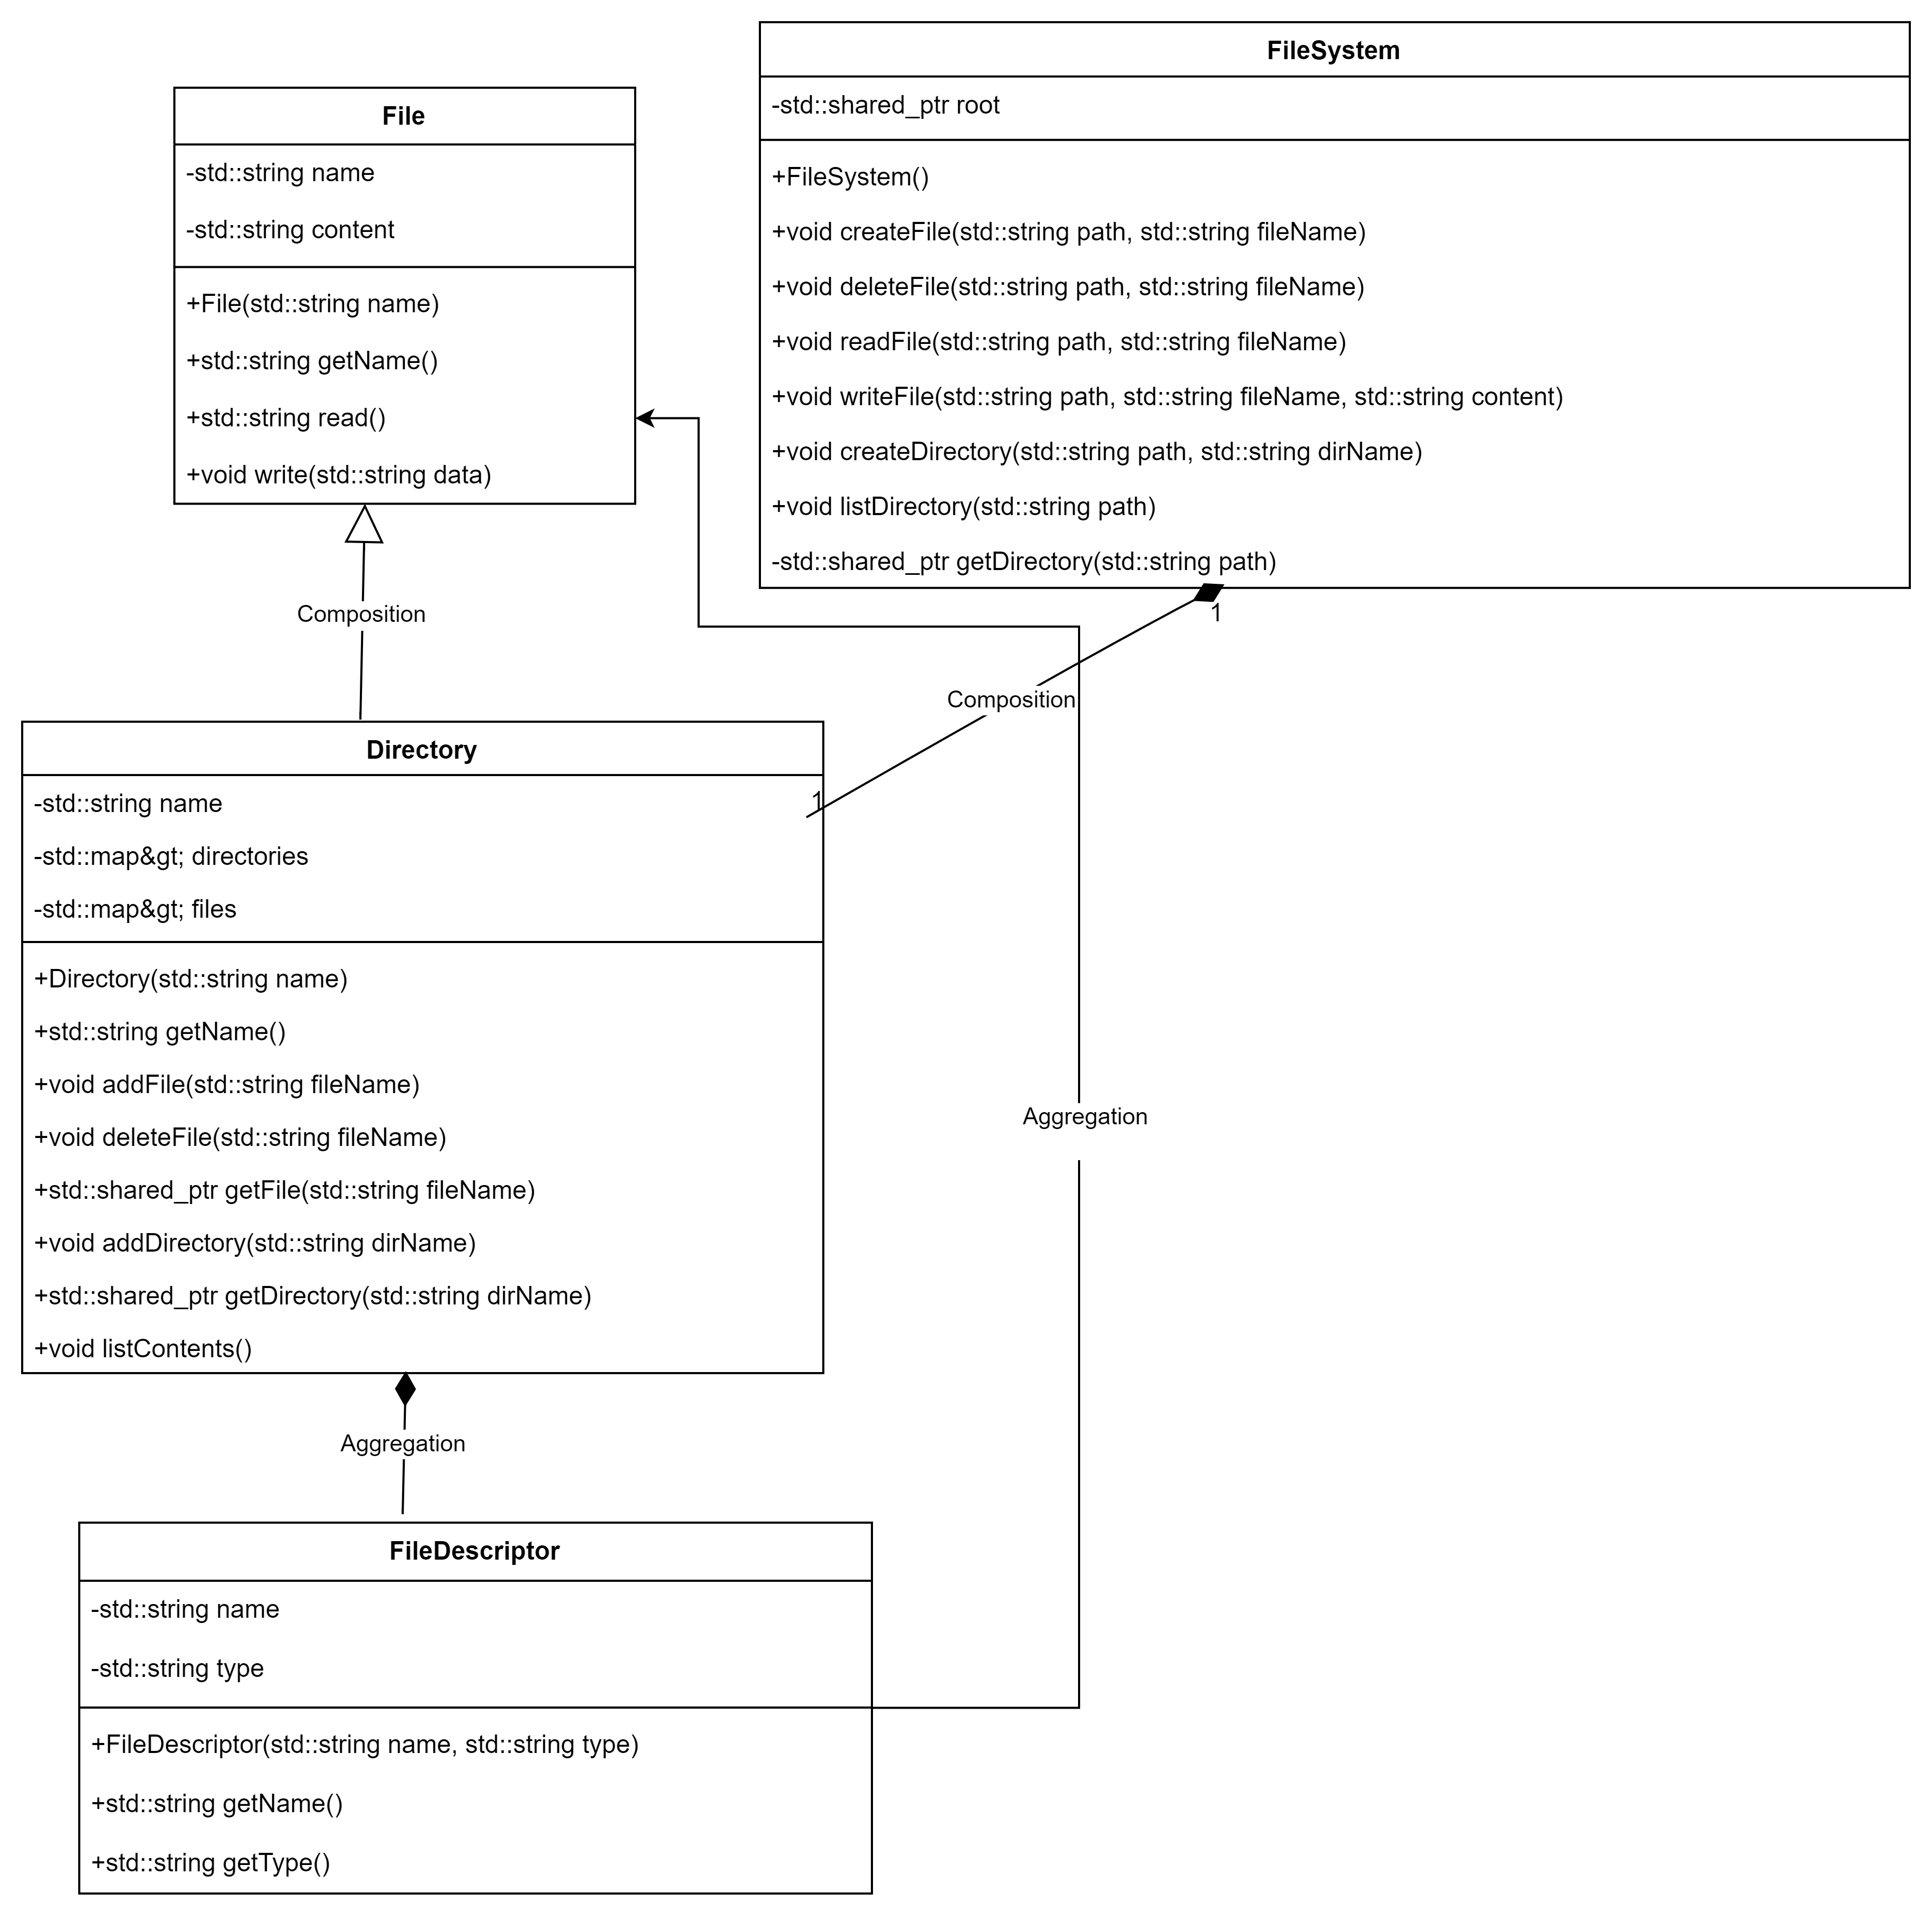 File
-std::string name
-std::string content
+File(std::string name)
+std::string getName()
+std::string read()
+void write(std::string data)
FileSystem
-std::shared_ptr root
+FileSystem()
+void createFile(std::string path, std::string fileName)
+void deleteFile(std::string path, std::string fileName)
+void readFile(std::string path, std::string fileName)
+void writeFile(std::string path, std::string fileName, std::string content)
+void createDirectory(std::string path, std::string dirName)
+void listDirectory(std::string path)
-std::shared_ptr getDirectory(std::string path)
Composition
1
Composition
1
Directory
-std::string name
-std::map&gt; directories
-std::map&gt; files
+Directory(std::string name)
+std::string getName()
+void addFile(std::string fileName)
+void deleteFile(std::string fileName)
+std::shared_ptr getFile(std::string fileName)
+void addDirectory(std::string dirName)
+std::shared_ptr getDirectory(std::string dirName)
+void listContents()
Aggregation
Aggregation
FileDescriptor
-std::string name
-std::string type
+FileDescriptor(std::string name, std::string type)
+std::string getName()
+std::string getType()